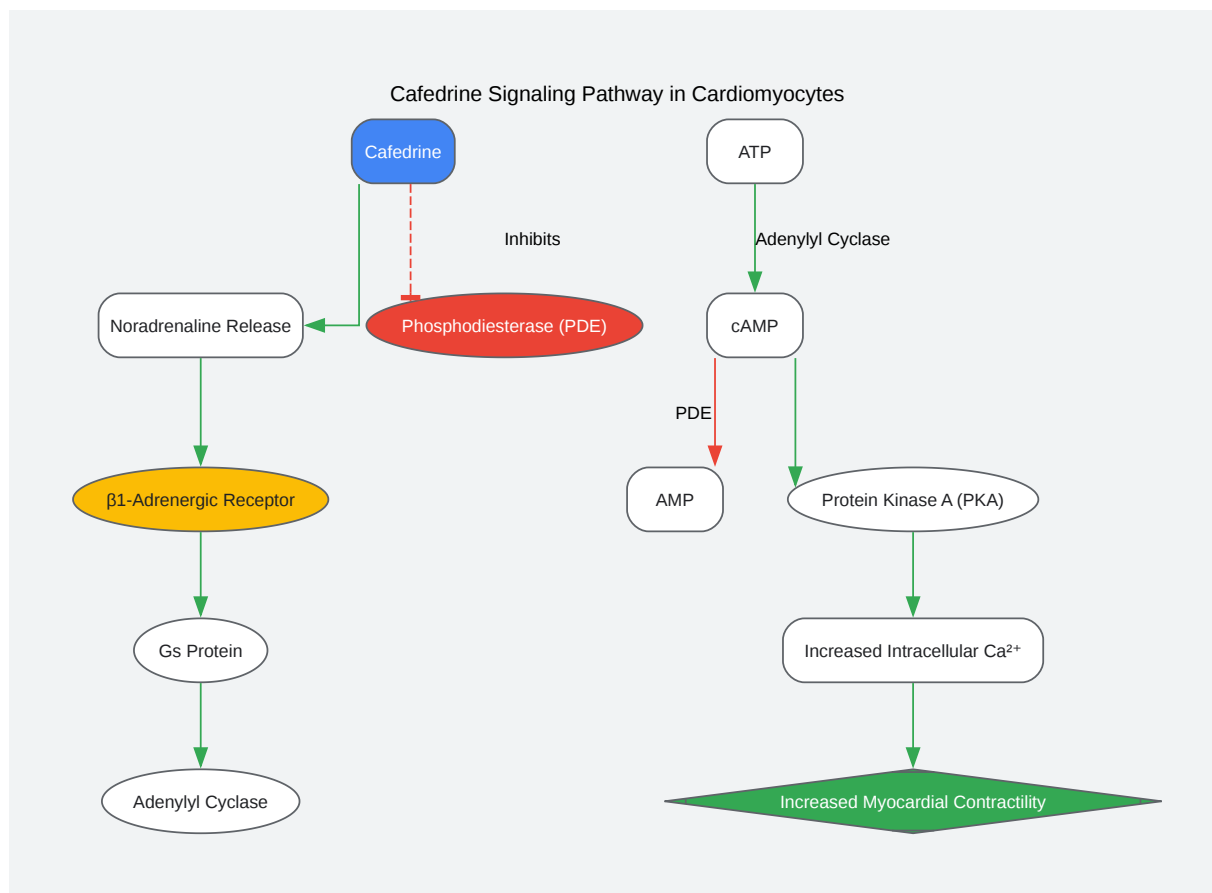 Cafedrine Signaling Pathway in Cardiomyocytes
Cafedrine
ATP
Inhibits
Adenylyl Cyclase
Noradrenaline Release
Phosphodiesterase (PDE)
cAMP
PDE
β1-Adrenergic Receptor
AMP
Protein Kinase A (PKA)
Gs Protein
Increased Intracellular Ca²⁺
Adenylyl Cyclase
Increased Myocardial Contractility